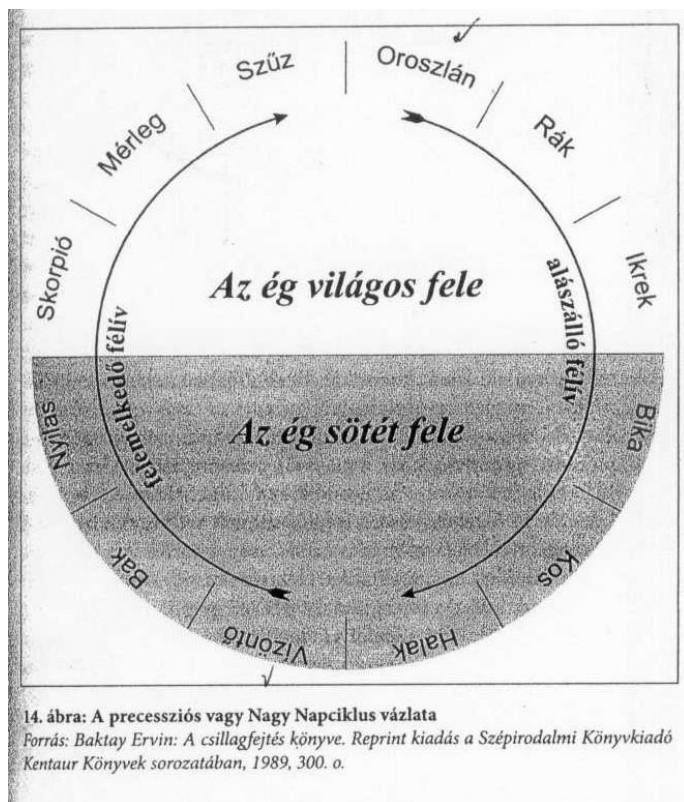 Szűz
Oroszlán
Mérleg
Rák
Skorpió
Ikrek
Az ég világos fele
felemelkedő félív
alászálló félív
Az ég sötét fele
Nyilas
Bika
Bak
Kos
Vízöntő
Halak
14. ábra: A precessziós vagy Nagy Napciklus vázlata
Forrás: Baktay Ervin: A csillagfejtés könyve. Reprint kiadás a Szépirodalmi Könyvkiadó
Kentaur Könyvek sorozatában, 1989, 300. o.